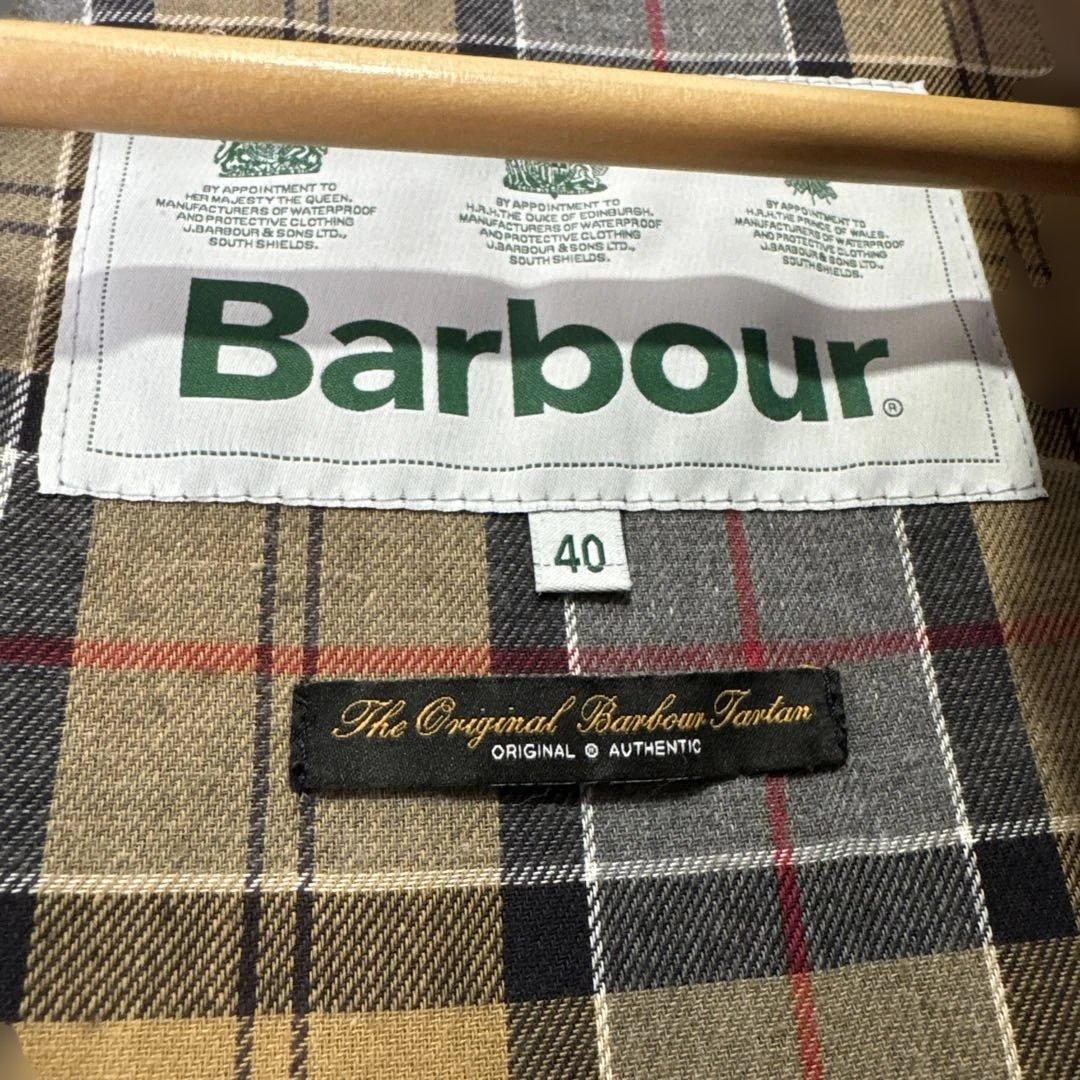 BY APPOINTMENT TO
HER MAJESTY THE QUEEN.
MANUFACTURERS OF WATERPROOF
AND PROTECTIVE CLOTHING
J.BARBOUR & SONS LTD.,
SOUTH SHIELDS.
BY APPOINTMENT TO
H.R.H. THE DUKE OF EDINBURGH.
MANUFACTURERS OF WATERPROOF
AND PROTECTIVE CLOTHING
J.BARBOUR & SONS LTD.,
SOUTH SHIELDS.
BY APPOINTMENT TO
H.R.H. THE PRINCE OF WALES.
MANUFACTURERS OF WATERPROOF
AND PROTECTIVE CLOTHING
J.BARBOUR & SONS LTD.,
SOUTH SHIELDS.
Barbour®
40
The Original Barbour Tartan
ORIGINAL ® AUTHENTIC